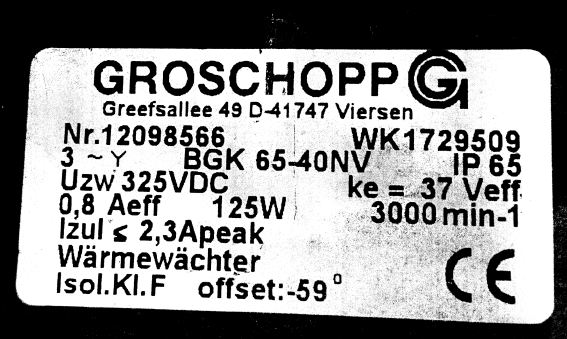 GROSCHOPP G
Greefsallee 49 D-41747 Viersen
Nr.12098566 WK1729509
3 ~ Y BGK 65-40NV IP 65
Uzw 325VDC ke = 37 Veff
0,8 Aeff 125W 3000 min-1
Izul ≤ 2,3Apeak
Wärmewächter
Isol.Kl.F offset:-59°
CE